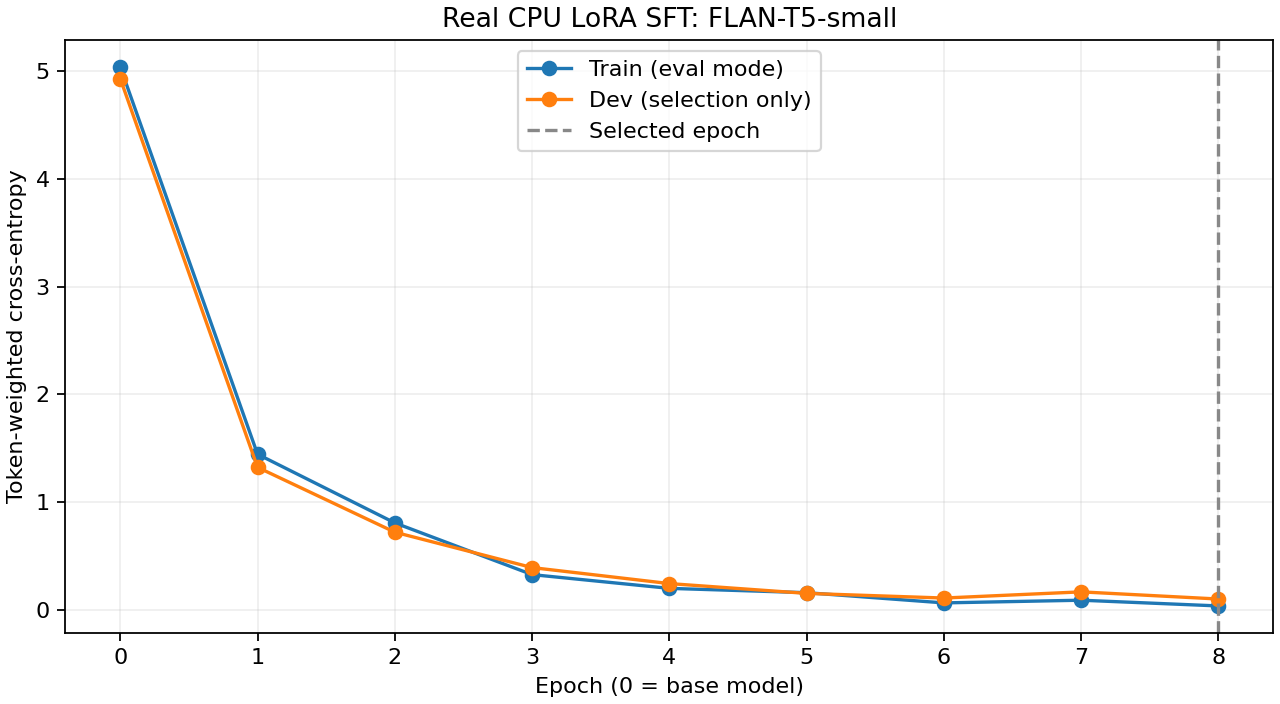 Real CPU LoRA SFT: FLAN-T5-small
Train (eval mode)
Dev (selection only)
Selected epoch
Token-weighted cross-entropy
5
4
3
2
1
0
0 1 2 3 4 5 6 7 8
Epoch (0 = base model)